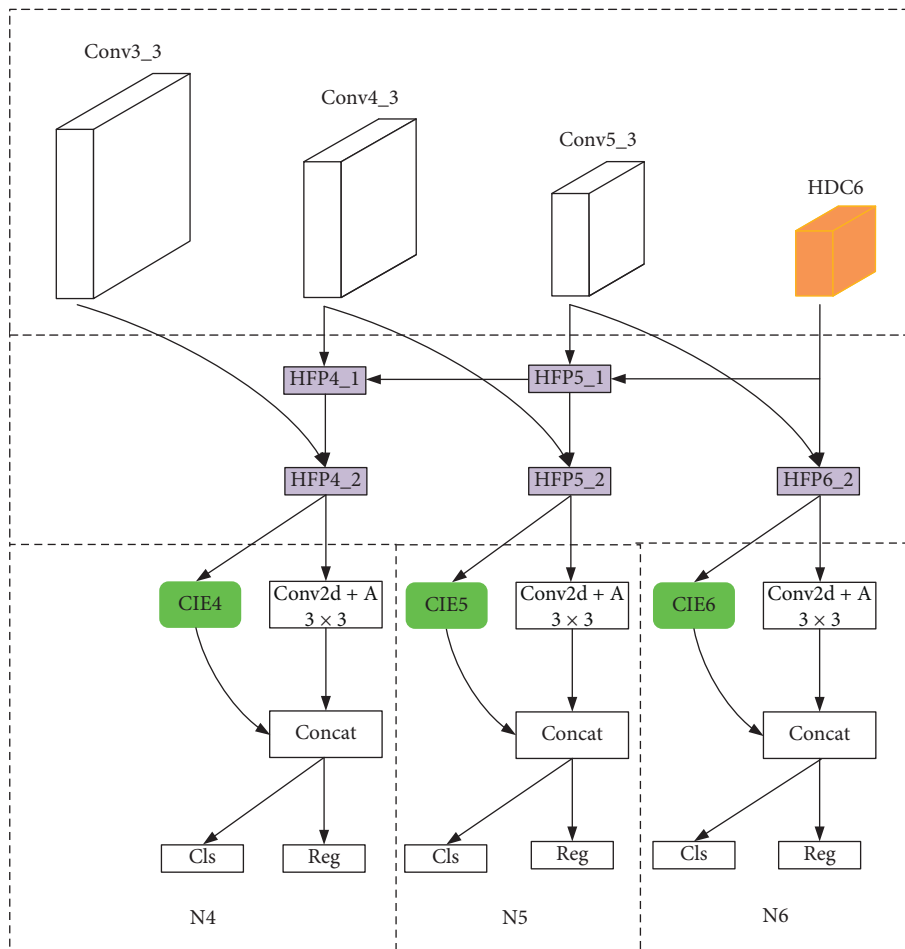 Conv3_3
Conv4_3
Conv5_3
HDC6
HFP4_1
HFP5_1
HFP4_2
HFP5_2
HFP6_2
CIE4
Conv2d + A
3 × 3
CIE5
Conv2d + A
3 × 3
CIE6
Conv2d + A
3 × 3
Concat
Concat
Concat
Cls
Reg
Cls
Reg
Cls
Reg
N4
N5
N6